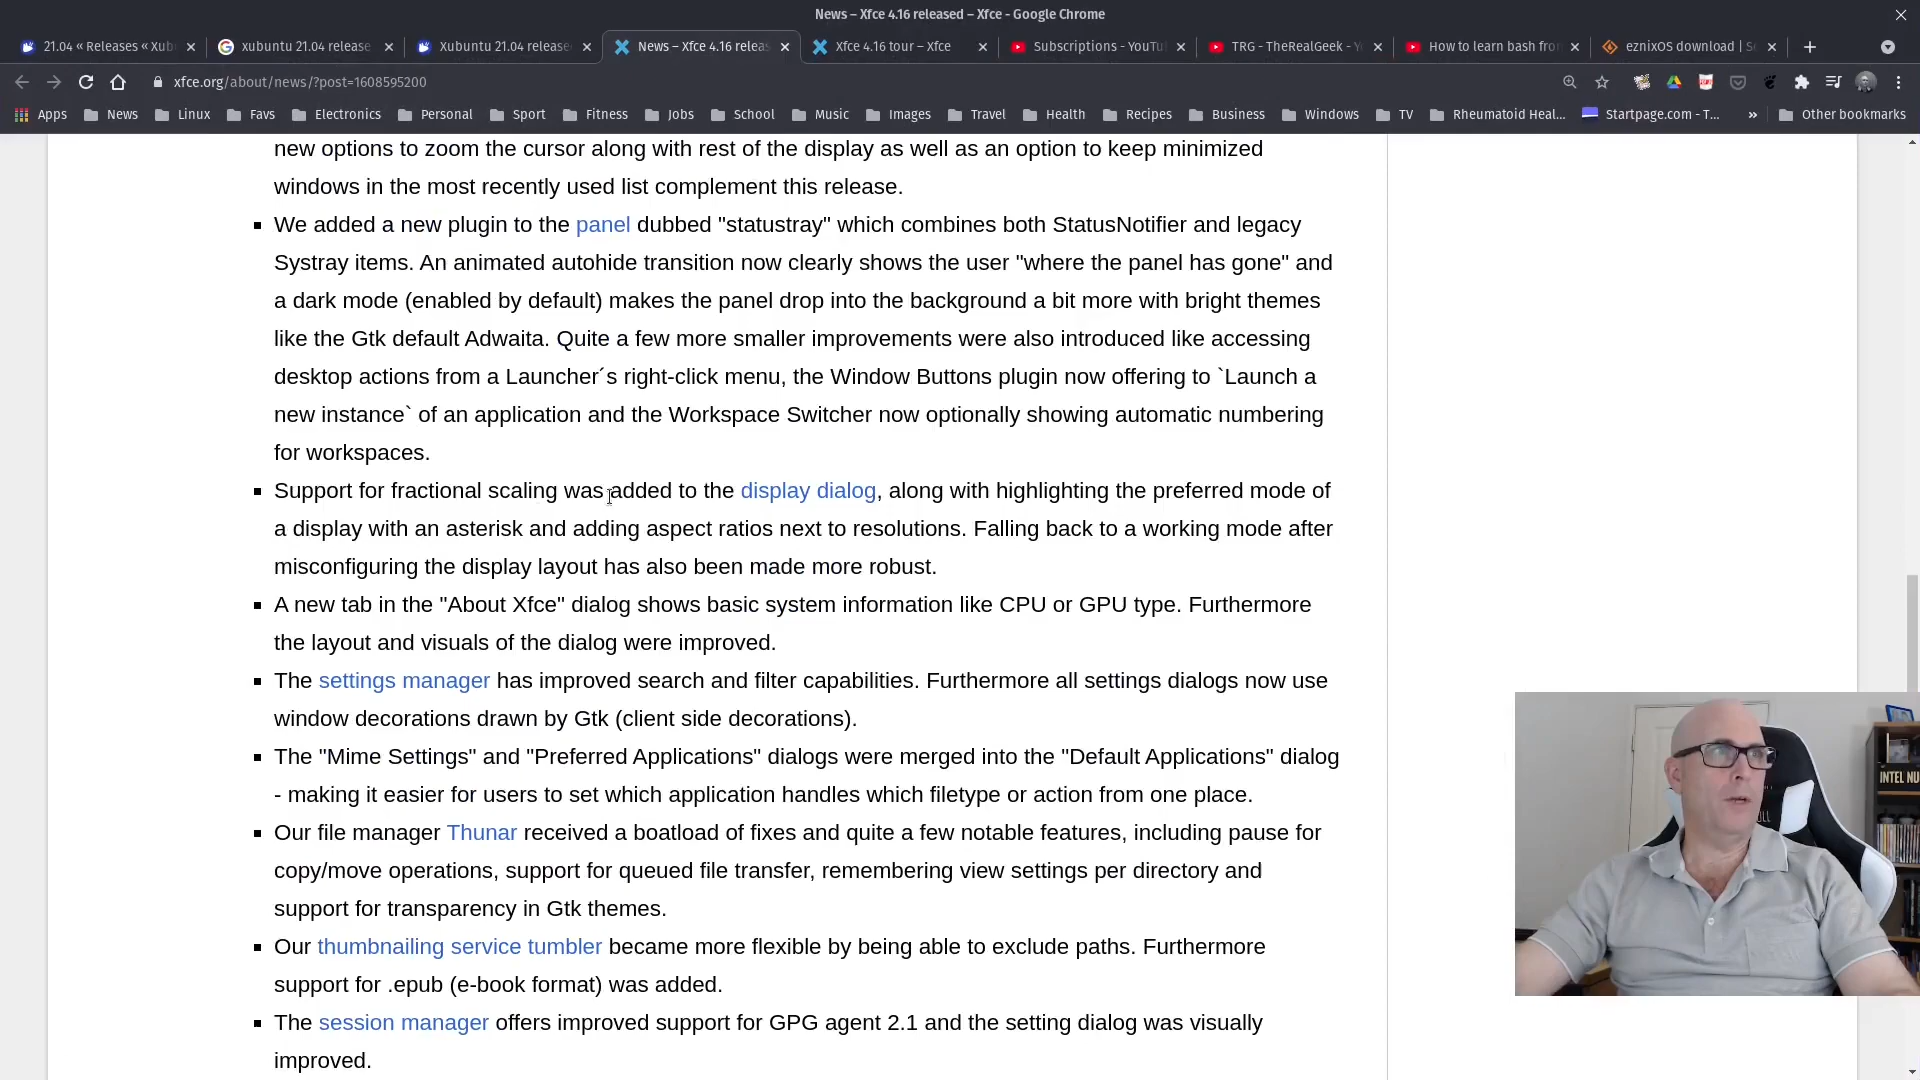 News – Xfce 4.16 released – Xfce - Google Chrome
21.04 « Releases « Xub
xubuntu 21.04 release
Xubuntu 21.04 release
News – Xfce 4.16 releas
Xfce 4.16 tour – Xfce
Subscriptions - YouTu
TRG - TheRealGeek - Y
How to learn bash fro
eznixOS download | S
xfce.org/about/news/?post=1608595200
Apps News Linux Favs Electronics Personal Sport Fitness Jobs School Music Images Travel Health Recipes Business Windows TV Rheumatoid Heal... Startpage.com - T... » Other bookmarks
new options to zoom the cursor along with rest of the display as well as an option to keep minimized
windows in the most recently used list complement this release.
We added a new plugin to the panel dubbed "statustray" which combines both StatusNotifier and legacy
Systray items. An animated autohide transition now clearly shows the user "where the panel has gone" and
a dark mode (enabled by default) makes the panel drop into the background a bit more with bright themes
like the Gtk default Adwaita. Quite a few more smaller improvements were also introduced like accessing
desktop actions from a Launcher´s right-click menu, the Window Buttons plugin now offering to `Launch a
new instance` of an application and the Workspace Switcher now optionally showing automatic numbering
for workspaces.
Support for fractional scaling was added to the display dialog, along with highlighting the preferred mode of
a display with an asterisk and adding aspect ratios next to resolutions. Falling back to a working mode after
misconfiguring the display layout has also been made more robust.
A new tab in the "About Xfce" dialog shows basic system information like CPU or GPU type. Furthermore
the layout and visuals of the dialog were improved.
The settings manager has improved search and filter capabilities. Furthermore all settings dialogs now use
window decorations drawn by Gtk (client side decorations).
The "Mime Settings" and "Preferred Applications" dialogs were merged into the "Default Applications" dialog
- making it easier for users to set which application handles which filetype or action from one place.
Our file manager Thunar received a boatload of fixes and quite a few notable features, including pause for
copy/move operations, support for queued file transfer, remembering view settings per directory and
support for transparency in Gtk themes.
Our thumbnailing service tumbler became more flexible by being able to exclude paths. Furthermore
support for .epub (e-book format) was added.
The session manager offers improved support for GPG agent 2.1 and the setting dialog was visually
improved.
INTEL NU